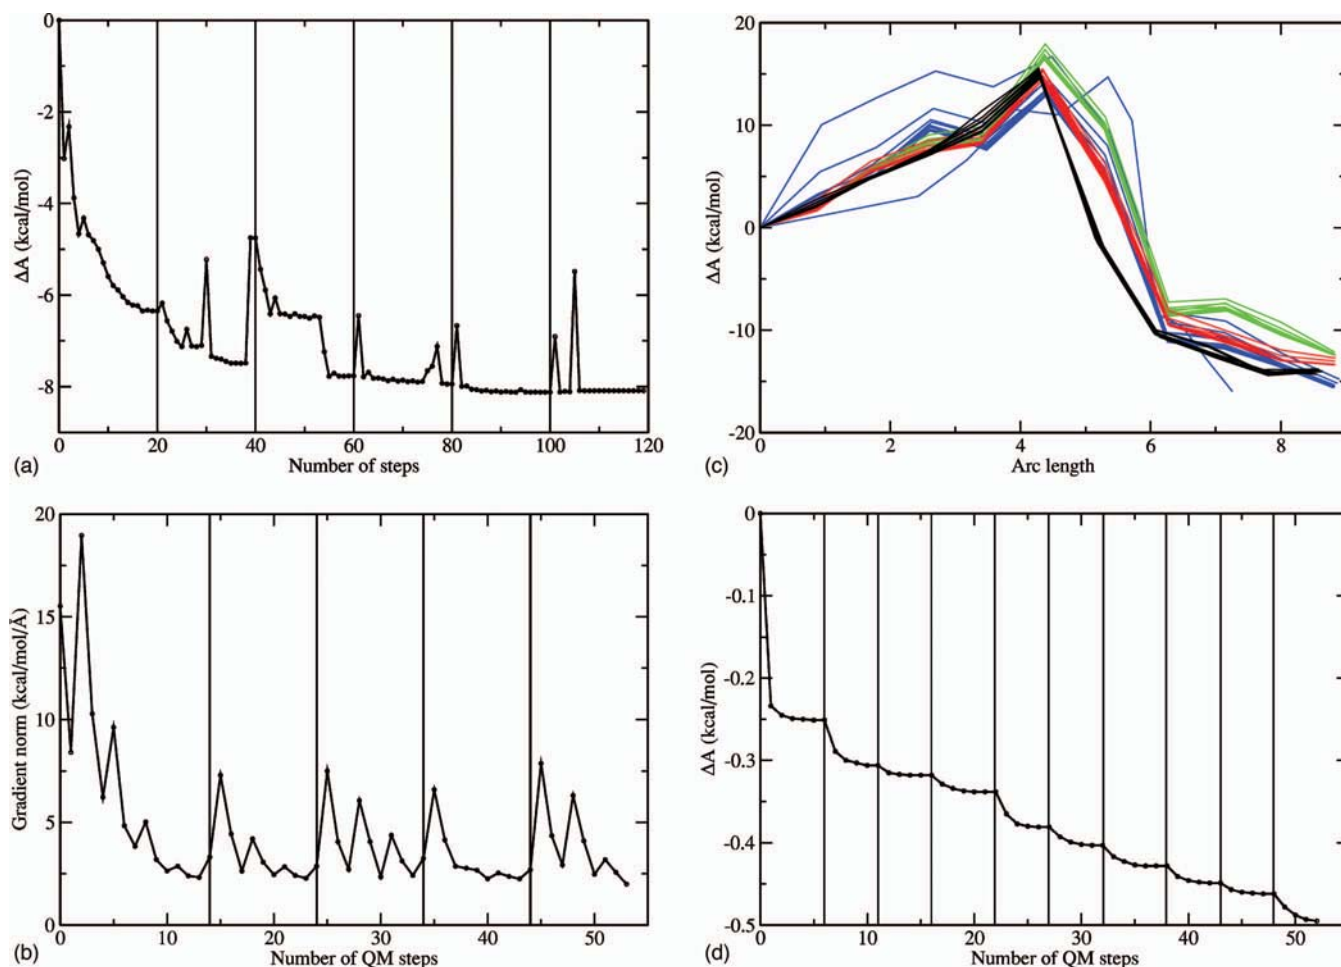 0
-2
-4
-6
-8
ΔA (kcal/mol)
0 20 40 60 80 100 120
(a) Number of steps
20
10
0
-10
-20
ΔA (kcal/mol)
0 2 4 6 8
(c) Arc length
20
15
10
5
0
Gradient norm (kcal/mol/Å)
0 10 20 30 40 50
(b) Number of QM steps
0
-0.1
-0.2
-0.3
-0.4
-0.5
ΔA (kcal/mol)
0 10 20 30 40 50
(d) Number of QM steps